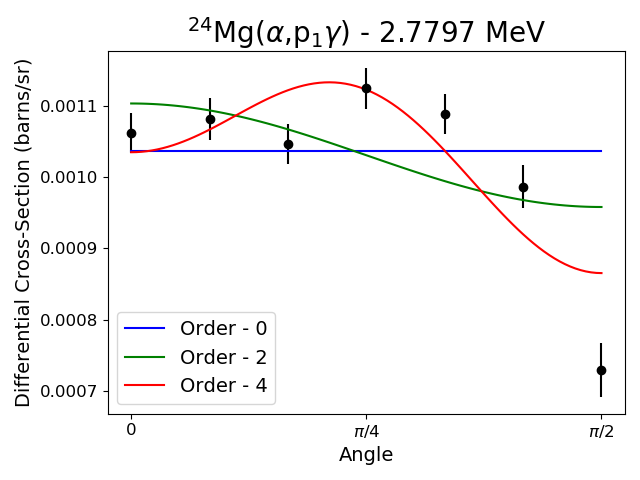 ²⁴Mg(α,p₁γ) - 2.7797 MeV
Differential Cross-Section (barns/sr)
0.0011
0.0010
0.0009
0.0008
0.0007
Order - 0
Order - 2
Order - 4
0
π/4
π/2
Angle